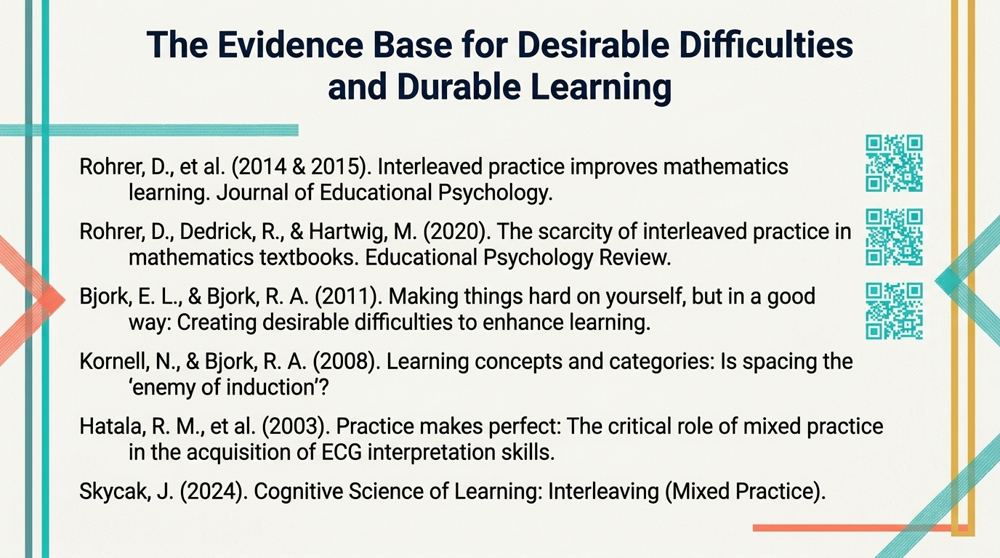 The Evidence Base for Desirable Difficulties
and Durable Learning
Rohrer, D., et al. (2014 & 2015). Interleaved practice improves mathematics
learning. Journal of Educational Psychology.
Rohrer, D., Dedrick, R., & Hartwig, M. (2020). The scarcity of interleaved practice in
mathematics textbooks. Educational Psychology Review.
Bjork, E. L., & Bjork, R. A. (2011). Making things hard on yourself, but in a good
way: Creating desirable difficulties to enhance learning.
Kornell, N., & Bjork, R. A. (2008). Learning concepts and categories: Is spacing the
‘enemy of induction’?
Hatala, R. M., et al. (2003). Practice makes perfect: The critical role of mixed practice
in the acquisition of ECG interpretation skills.
Skycak, J. (2024). Cognitive Science of Learning: Interleaving (Mixed Practice).